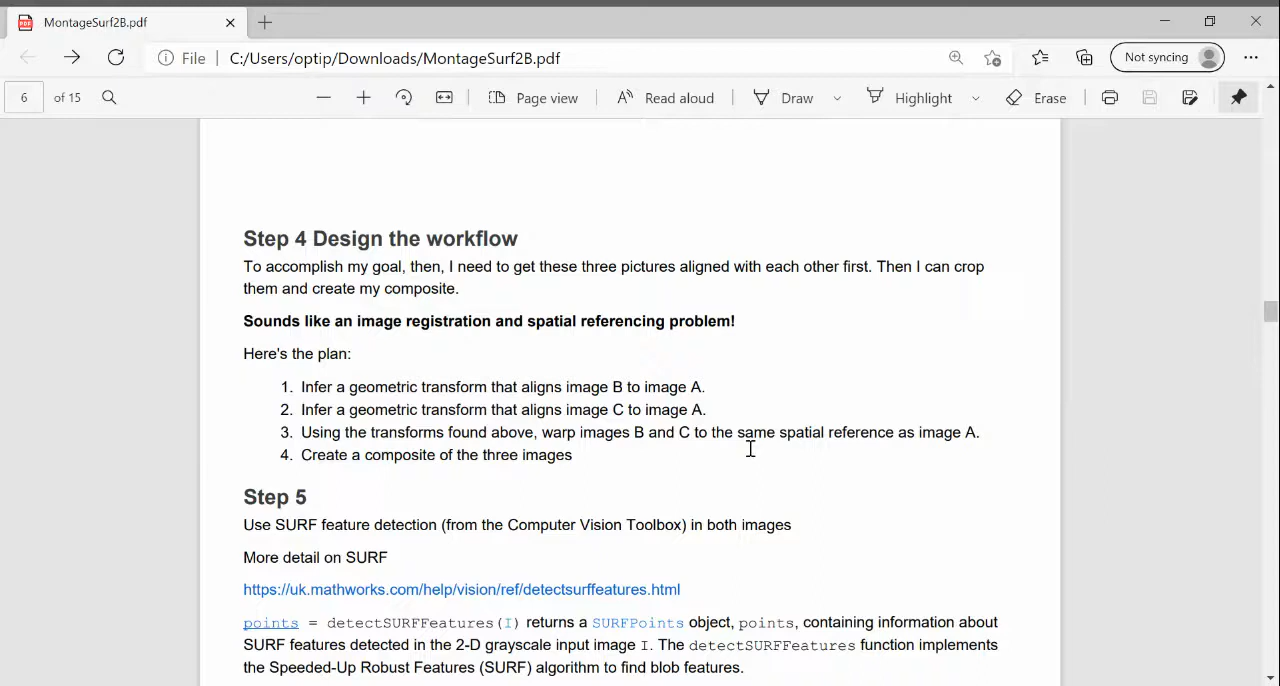 MontageSurf2B.pdf
File C:/Users/optip/Downloads/MontageSurf2B.pdf Not syncing
6 of 15 Page view Read aloud Draw Highlight Erase
Step 4 Design the workflow
To accomplish my goal, then, I need to get these three pictures aligned with each other first. Then I can crop
them and create my composite.
Sounds like an image registration and spatial referencing problem!
Here's the plan:
1. Infer a geometric transform that aligns image B to image A.
2. Infer a geometric transform that aligns image C to image A.
3. Using the transforms found above, warp images B and C to the same spatial reference as image A.
4. Create a composite of the three images
Step 5
Use SURF feature detection (from the Computer Vision Toolbox) in both images
More detail on SURF
https://uk.mathworks.com/help/vision/ref/detectsurffeatures.html
points = detectSURFFeatures(I) returns a SURFPoints object, points, containing information about
SURF features detected in the 2-D grayscale input image I. The detectSURFFeatures function implements
the Speeded-Up Robust Features (SURF) algorithm to find blob features.